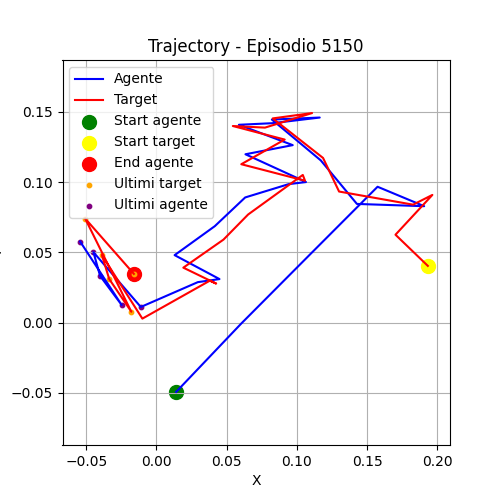 Trajectory - Episodio 5150
Agente
Target
Start agente
Start target
End agente
Ultimi target
Ultimi agente
0.15
0.10
0.05
0.00
−0.05
−0.05
0.00
0.05
0.10
0.15
0.20
X